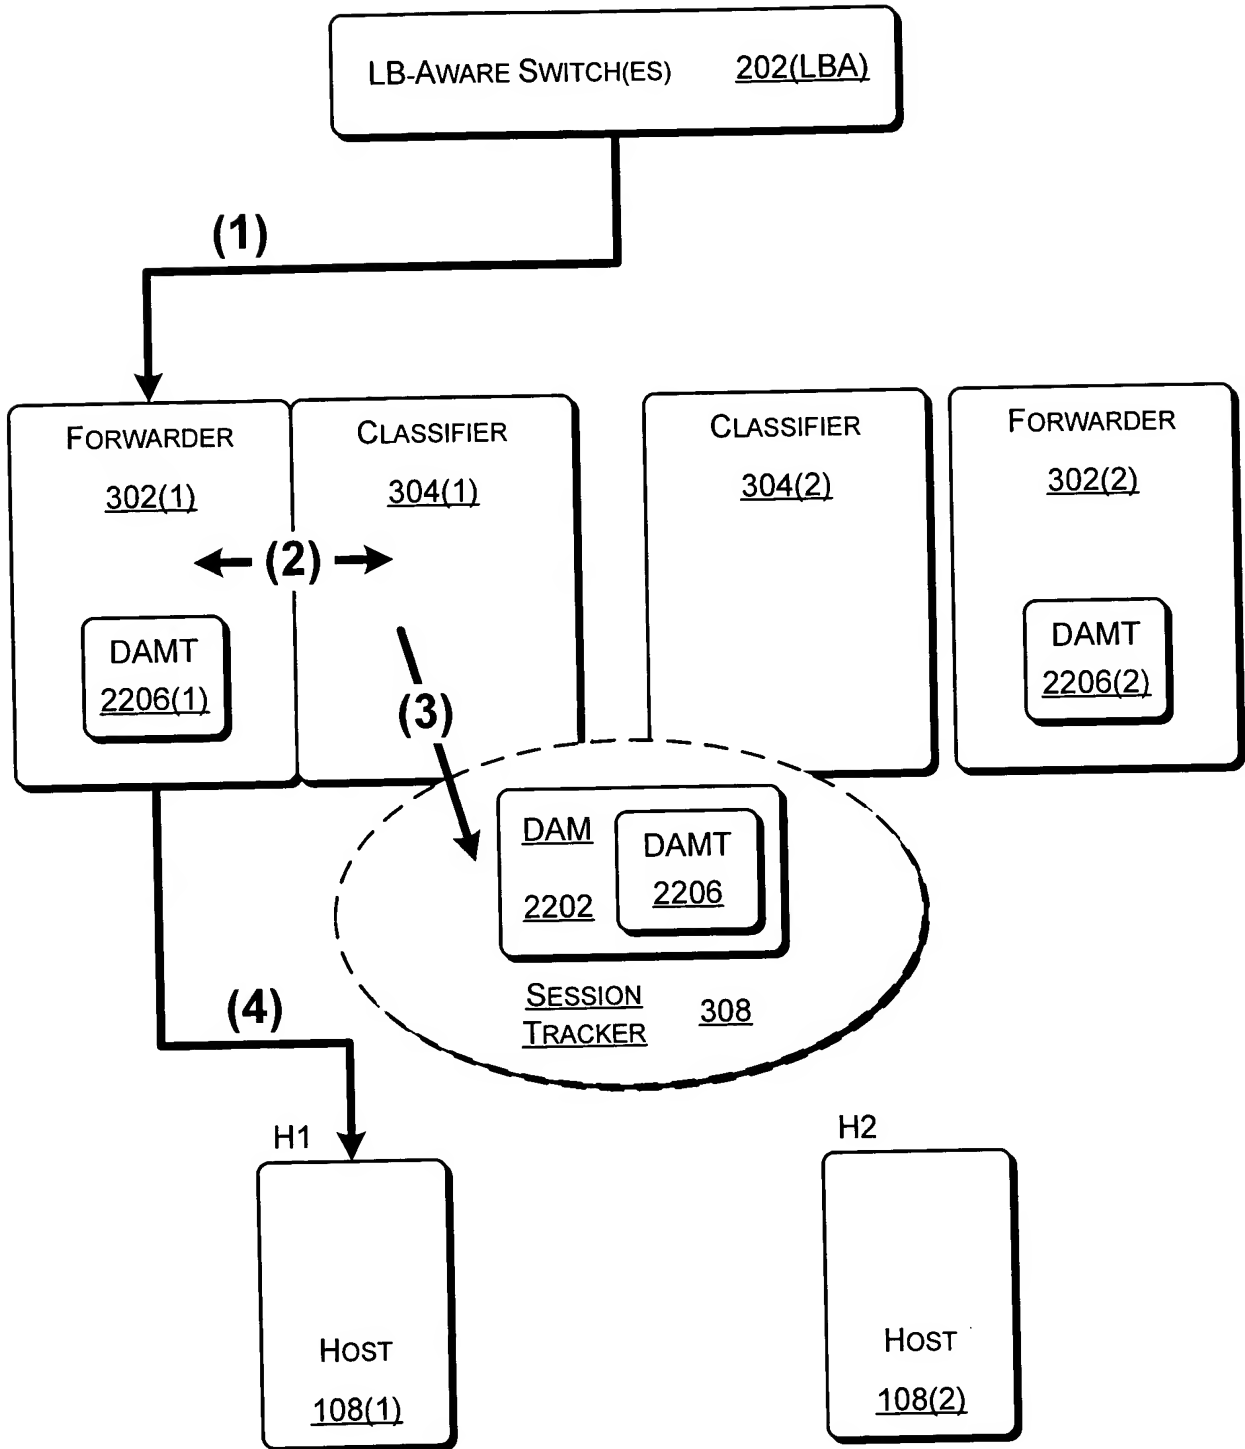 LB-AWARE SWITCH(ES) 202(LBA)
(1)
FORWARDER
302(1)
CLASSIFIER
304(1)
CLASSIFIER
304(2)
FORWARDER
302(2)
(2)
DAMT
2206(1)
DAMT
2206(2)
(3)
DAM
2202
DAMT
2206
SESSION
TRACKER
308
(4)
H1
H2
HOST
108(1)
HOST
108(2)